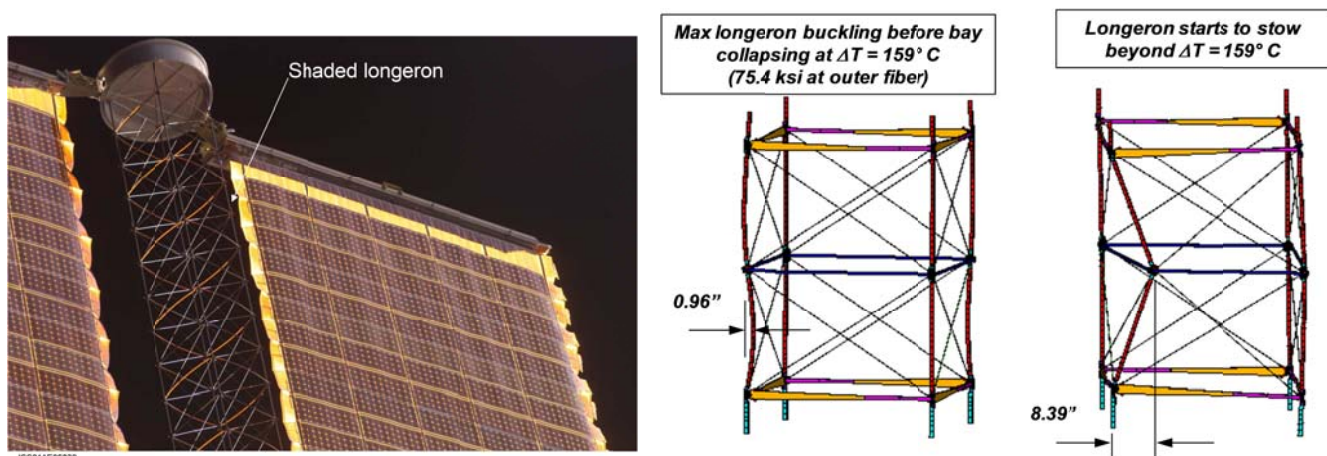 Shaded longeron
Max longeron buckling before bay
collapsing at ΔT = 159° C
(75.4 ksi at outer fiber)
0.96”
Longeron starts to stow
beyond ΔT = 159° C
8.39”